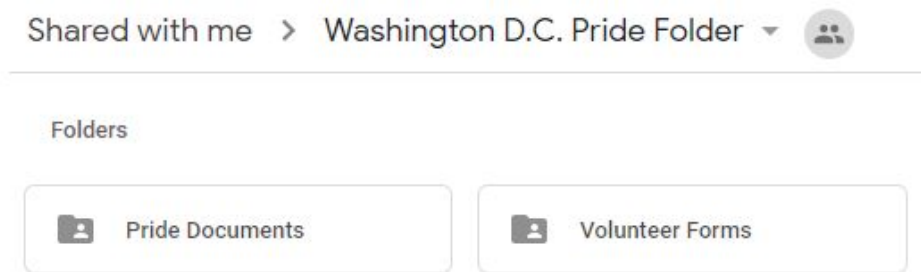 Shared with me > Washington D.C. Pride Folder
Folders
Pride Documents Volunteer Forms